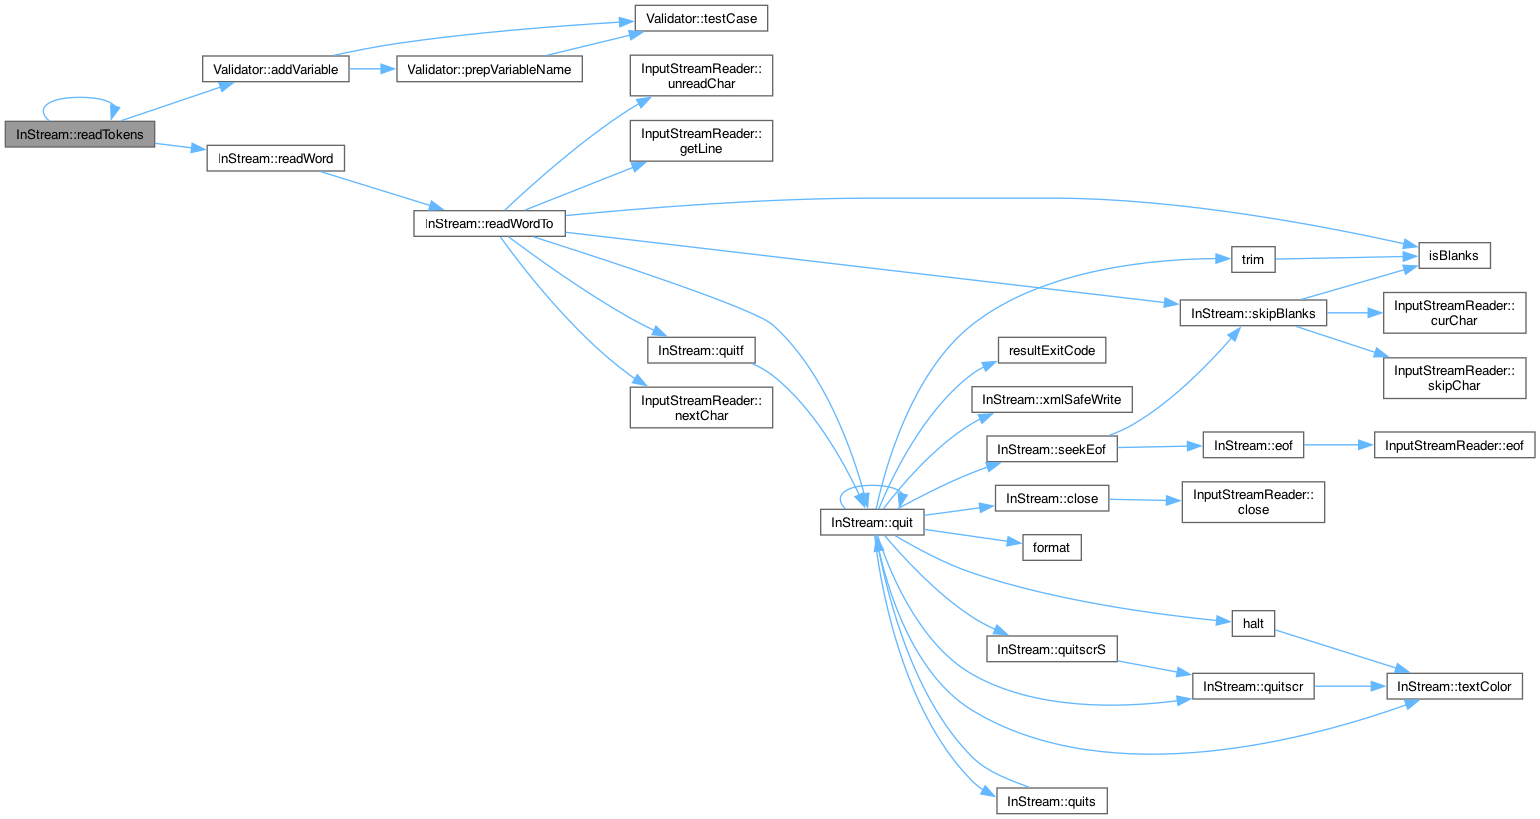 Validator::testCase
Validator::addVariable
Validator::prepVariableName
InputStreamReader::
unreadChar
InStream::readTokens
InputStreamReader::
getLine
InStream::readWord
InStream::readWordTo
trim
isBlanks
InStream::skipBlanks
InputStreamReader::
curChar
InStream::quitf
resultExitCode
InputStreamReader::
skipChar
InputStreamReader::
nextChar
InStream::xmlSafeWrite
InStream::seekEof
InStream::eof
InputStreamReader::eof
InStream::close
InputStreamReader::
close
InStream::quit
format
halt
InStream::quitscrS
InStream::quitscr
InStream::textColor
InStream::quits